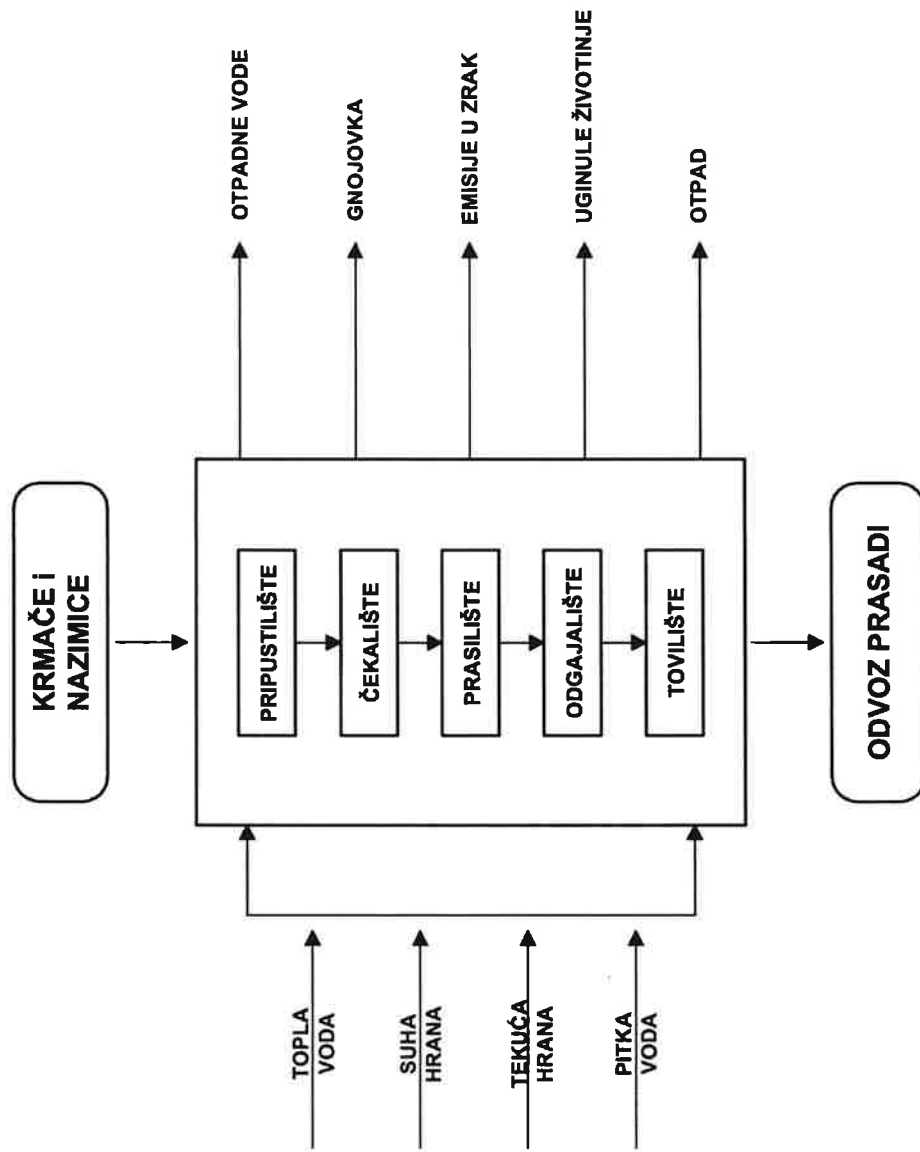 KRMAČE i
NAZIMICE
TOPLA
VODA
SUHA
HRANA
TEKUĆA
HRANA
PITKA
VODA
PRIPUSTILIŠTE
ČEKALIŠTE
PRASILIŠTE
ODGAJALIŠTE
TOVILIŠTE
OTPADNE VODE
GNOJOVKA
EMISIJE U ZRAK
UGINULE ŽIVOTINJE
OTPAD
ODVOZ PRASADI